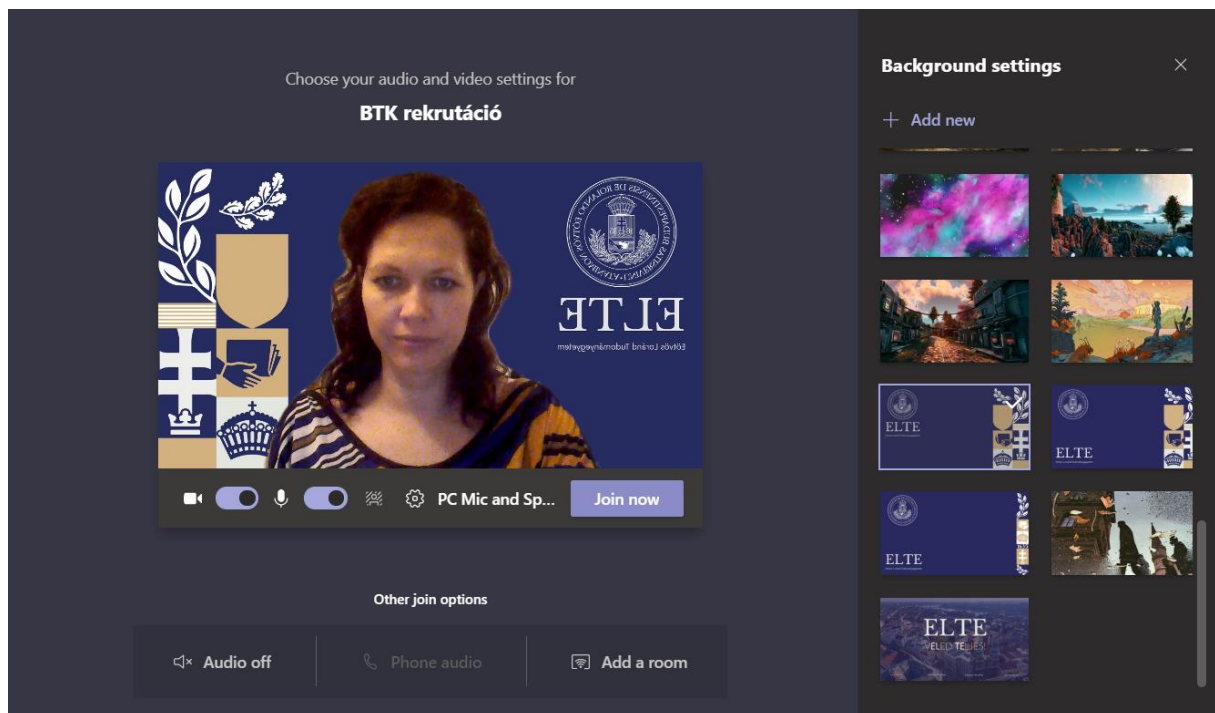 Choose your audio and video settings for
BTK rekrutáció
ELTE
Eötvös Loránd Tudományegyetem
PC Mic and Sp...
Join now
Other join options
Audio off
Phone audio
Add a room
Background settings
Add new
ELTE
ELTE
ELTE
ELTE
VELED TELJES!